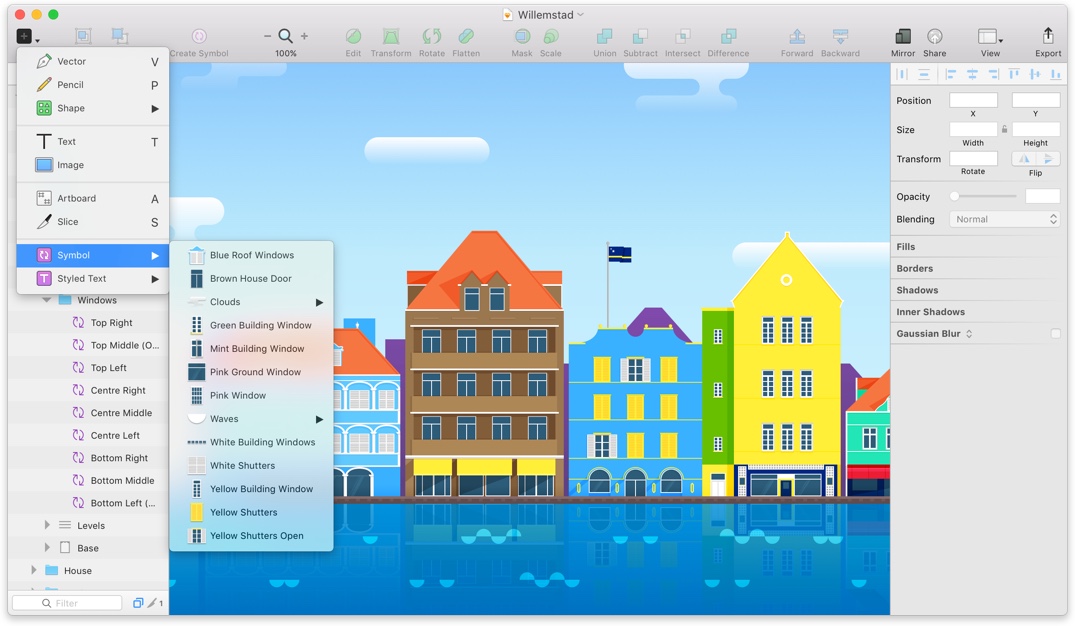 Willemstad
Create Symbol
100%
Edit
Transform
Rotate
Flatten
Mask
Scale
Union
Subtract
Intersect
Difference
Forward
Backward
Mirror
Share
View
Export
Vector V
Pencil P
Shape
Text T
Image
Artboard A
Slice S
Symbol
Styled Text
Blue Roof Windows
Brown House Door
Clouds
Green Building Window
Mint Building Window
Pink Ground Window
Pink Window
Waves
White Building Windows
White Shutters
Yellow Building Window
Yellow Shutters
Yellow Shutters Open
Windows
Top Right
Top Middle (O...
Top Left
Centre Right
Centre Middle
Centre Left
Bottom Right
Bottom Middle
Bottom Left (...
Levels
Base
House
Filter
1
Position
X Y
Size
Width Height
Transform
Rotate Flip
Opacity
Blending Normal
Fills
Borders
Shadows
Inner Shadows
Gaussian Blur